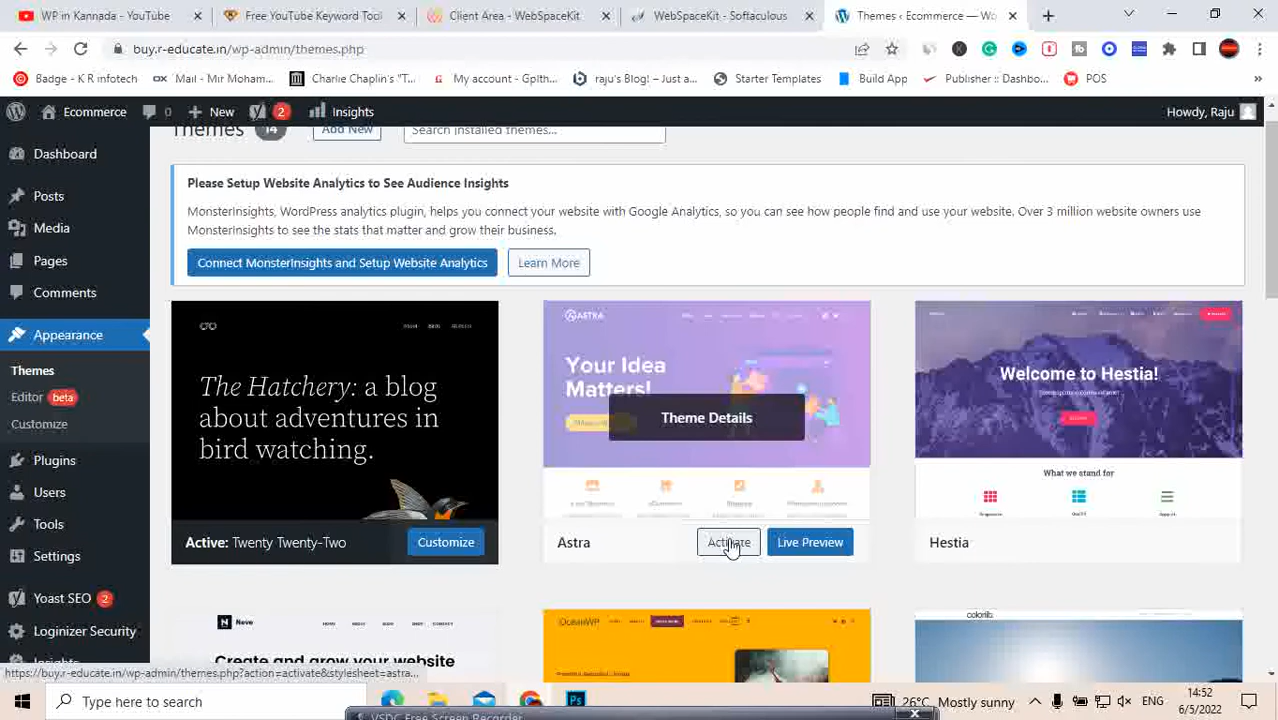 K R infotech - YouTube
Client Area - WebSpaceKit
WebSpaceKit - Softaculous
Themes ‹ Ecommerce — WordPress
buy.r-educate.in/wp-admin/themes.php
Badge - K R infotech
Mail - Mir Moham...
Charlie Chaplin's "T...
My account - Gpith...
raju's Blog! – Just a...
Starter Templates
Build App
Publisher :: Dashbo...
POS
»
Ecommerce
0
New
2
Insights
Howdy, Raju
Themes 14
Add New
Search installed themes...
Dashboard
Posts
Media
Pages
Comments
Appearance
Themes
Editor beta
Customize
Plugins
Users
Tools
Settings
Yoast SEO 2
Loginizer Security
Insights
Please Setup Website Analytics to See Audience Insights
MonsterInsights, WordPress analytics plugin, helps you connect your website with Google Analytics, so you can see how people find and use your website. Over 3 million website owners use
MonsterInsights to see the stats that matter and grow their business.
Connect MonsterInsights and Setup Website Analytics
Learn More
The Hatchery: a blog
about adventures in
bird watching.
Active: Twenty Twenty-Two
Customize
ASTRA
Your Idea
Matters!
Theme Details
Astra
Activate
Live Preview
Welcome to Hestia!
What we stand for
Hestia
Neve
Create and grow your website
OceanWP
colorlib
https://buy.r-educate.in/wp-admin/themes.php?action=activate&stylesheet=astra...
Type here to search
Ps
26°C Mostly sunny
ENG
14:52
6/5/2022
VSDC Free Screen Recorder